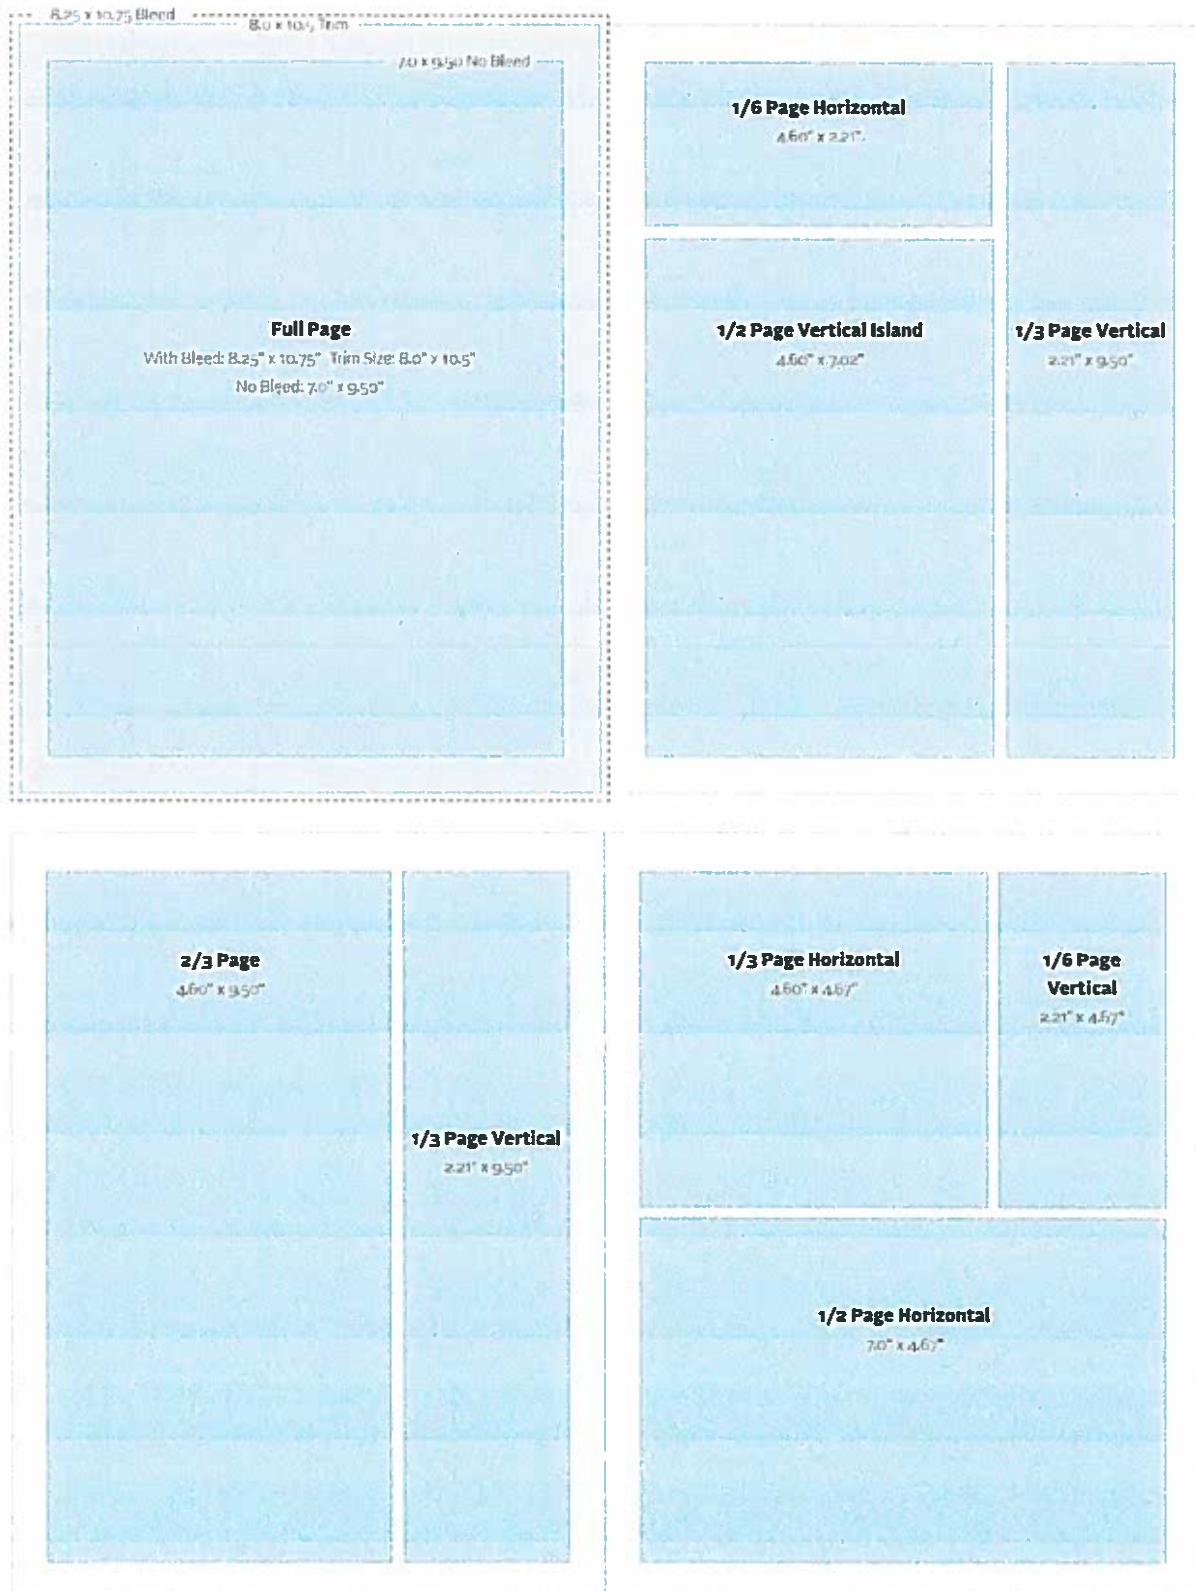 8.25 x 10.75 Bleed
8.0 x 10.5 Trim
7.0 x 9.50 No Bleed
Full Page
With Bleed: 8.25" x 10.75" Trim Size: 8.0" x 10.5"
No Bleed: 7.0" x 9.50"
1/6 Page Horizontal
4.60" x 2.21"
1/2 Page Vertical Island
4.60" x 7.02"
1/3 Page Vertical
2.21" x 9.50"
2/3 Page
4.60" x 9.50"
1/3 Page Vertical
2.21" x 9.50"
1/3 Page Horizontal
4.60" x 4.67"
1/6 Page
Vertical
2.21" x 4.67"
1/2 Page Horizontal
7.0" x 4.67"